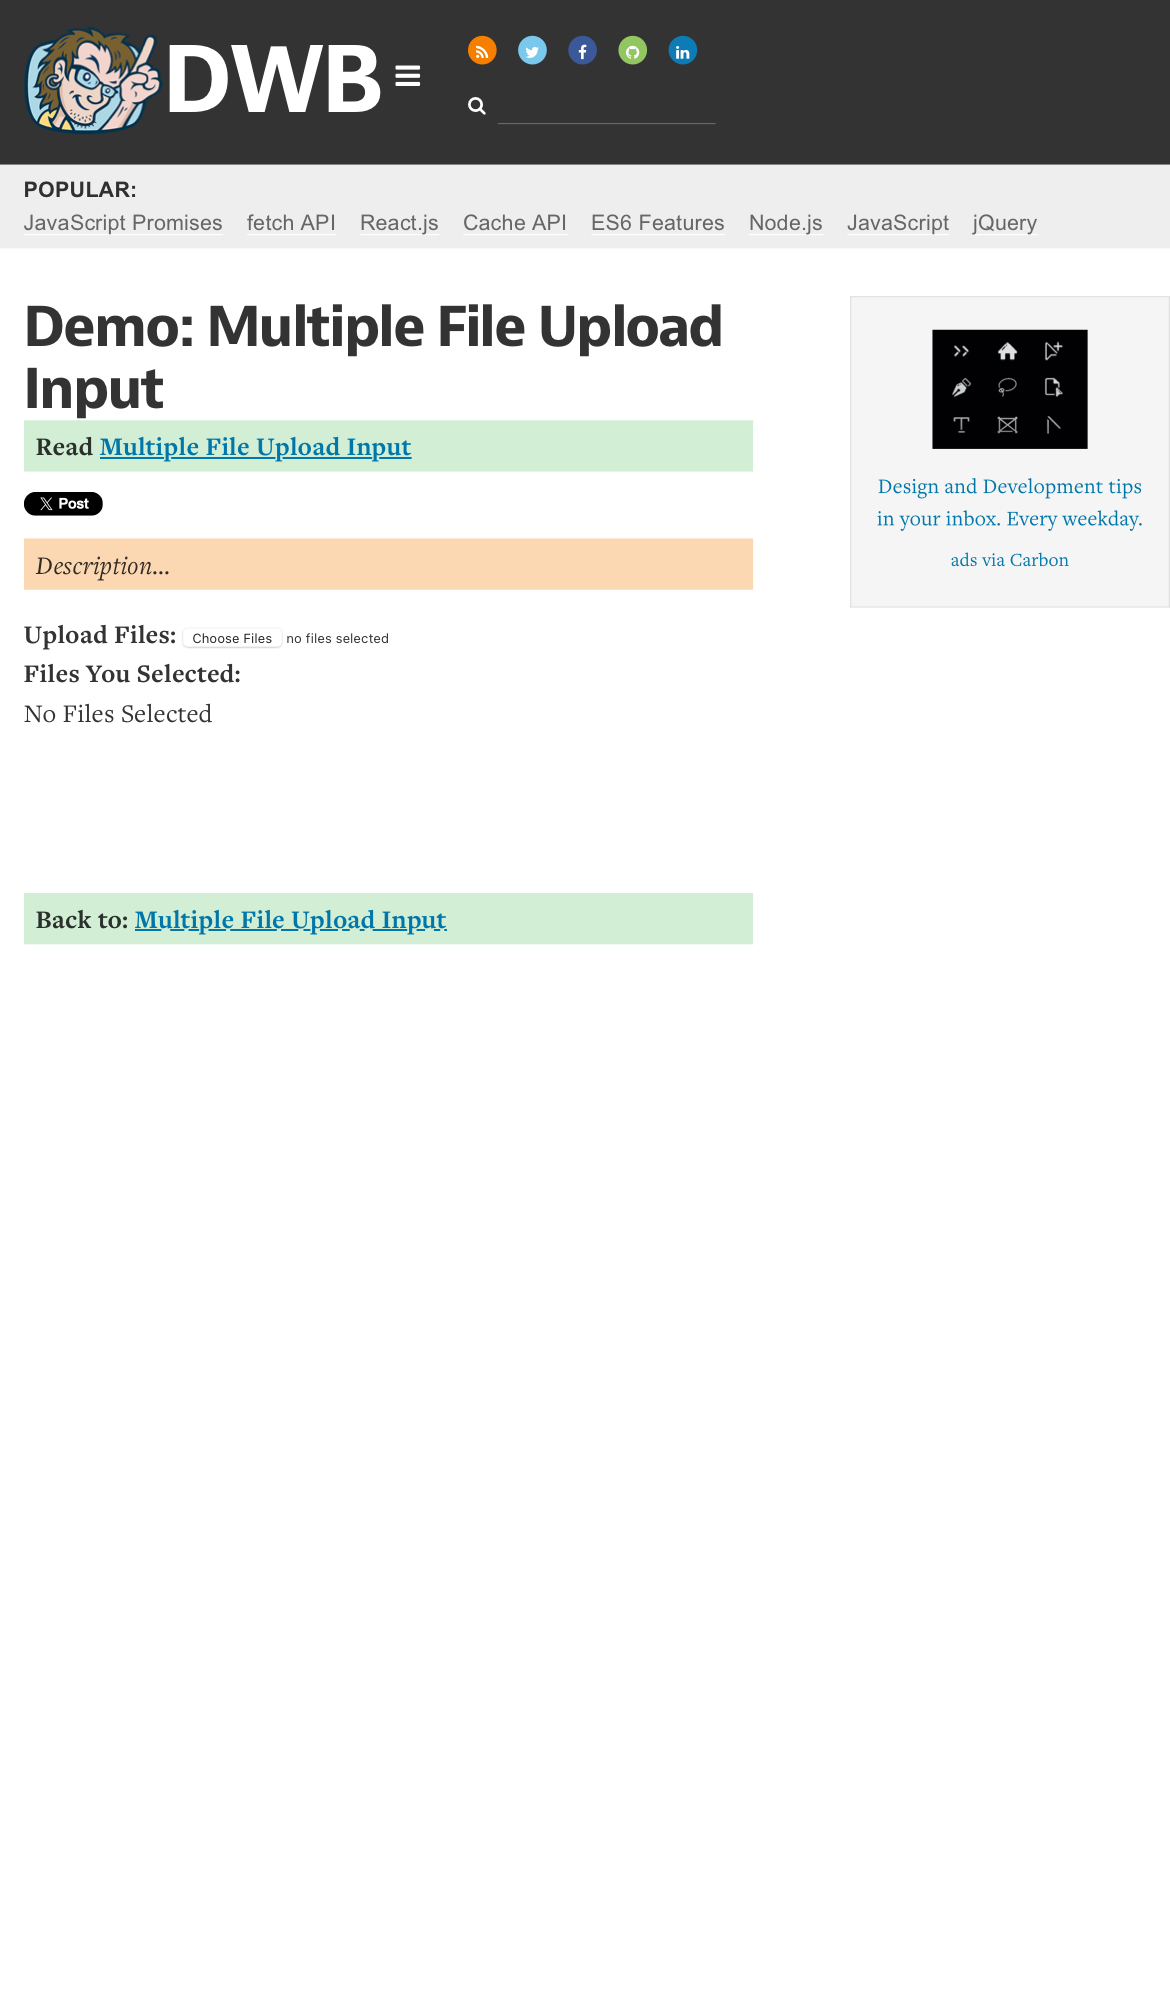 DWB
POPULAR:
JavaScript Promises fetch API React.js Cache API ES6 Features Node.js JavaScript jQuery
Demo: Multiple File Upload
Input
Read Multiple File Upload Input
X Post
Description...
Upload Files: Choose Files no files selected
Files You Selected:
No Files Selected
Back to: Multiple File Upload Input
Design and Development tips
in your inbox. Every weekday.
ads via Carbon